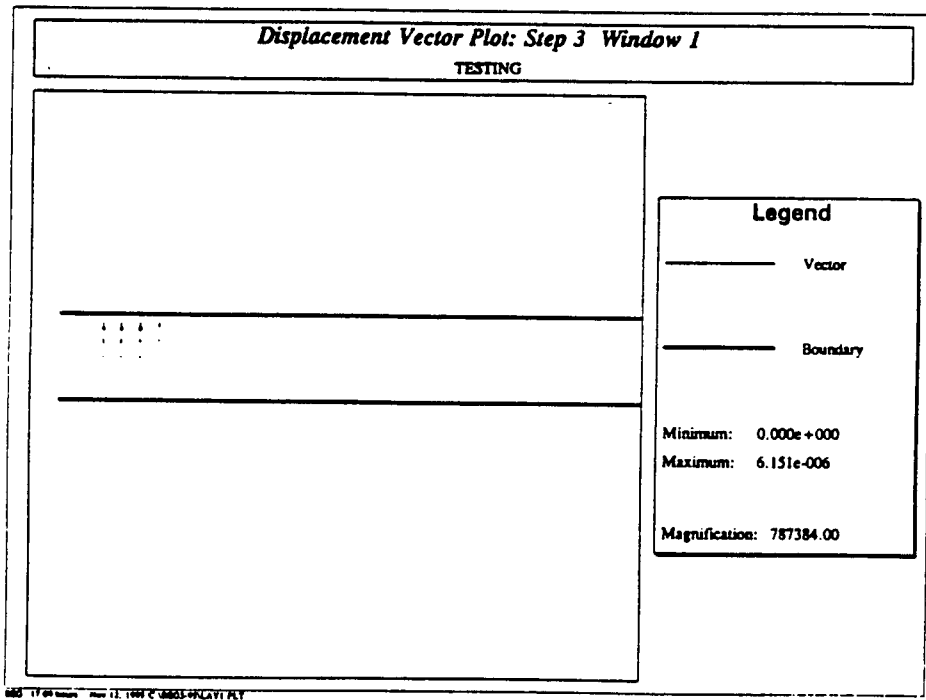 Displacement Vector Plot: Step 3 Window 1
TESTING
Legend
Vector
Boundary
Minimum: 0.000e+000
Maximum: 6.151e-006
Magnification: 787384.00